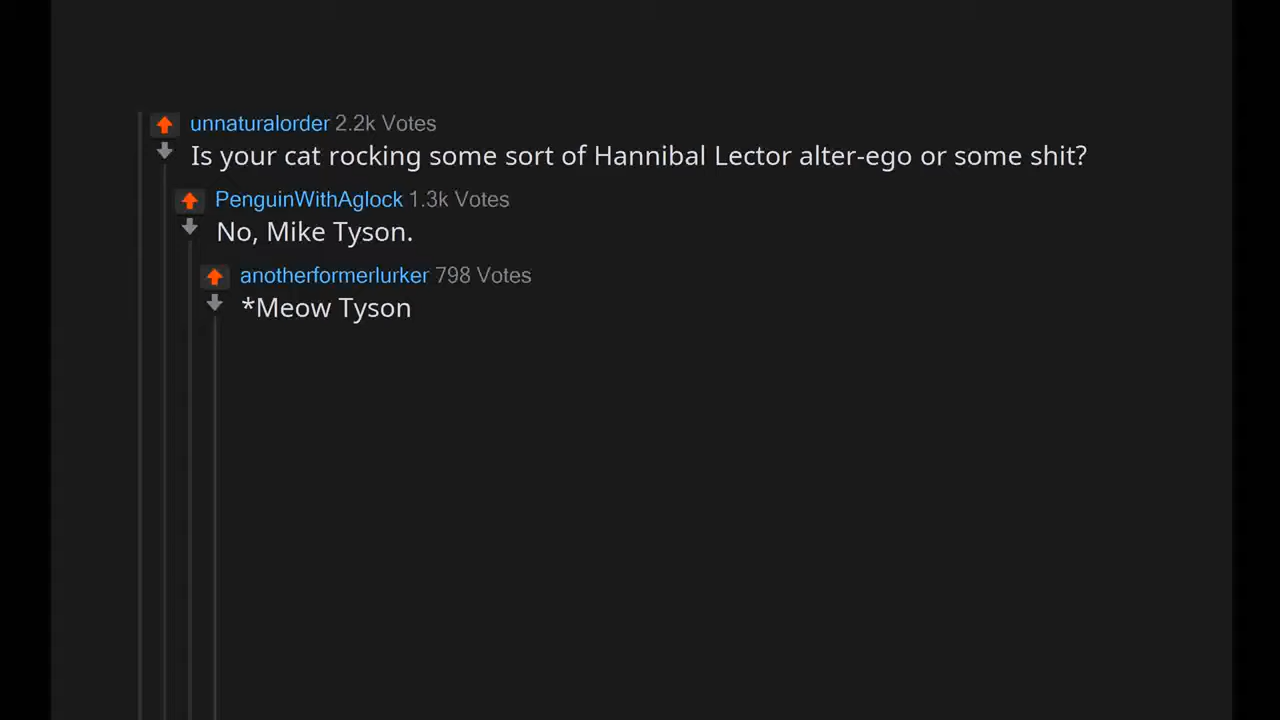 unnaturalorder 2.2k Votes
Is your cat rocking some sort of Hannibal Lector alter-ego or some shit?
PenguinWithAglock 1.3k Votes
No, Mike Tyson.
anotherformerlurker 798 Votes
*Meow Tyson